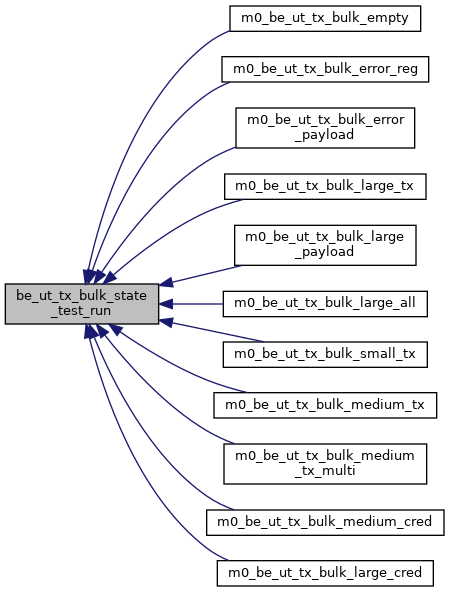 m0_be_ut_tx_bulk_empty
m0_be_ut_tx_bulk_error_reg
m0_be_ut_tx_bulk_error
_payload
m0_be_ut_tx_bulk_large_tx
m0_be_ut_tx_bulk_large
_payload
be_ut_tx_bulk_state
_test_run
m0_be_ut_tx_bulk_large_all
m0_be_ut_tx_bulk_small_tx
m0_be_ut_tx_bulk_medium_tx
m0_be_ut_tx_bulk_medium
_tx_multi
m0_be_ut_tx_bulk_medium_cred
m0_be_ut_tx_bulk_large_cred